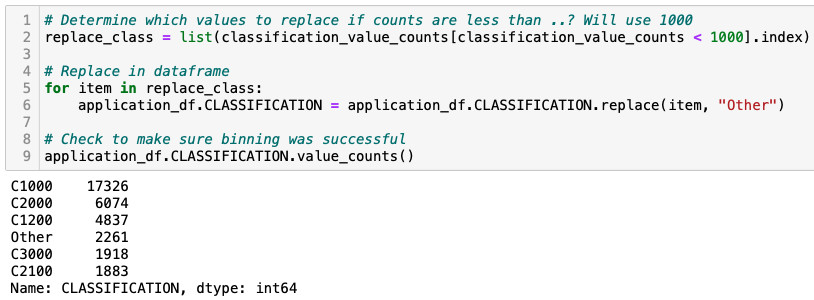 1 # Determine which values to replace if counts are less than ..? Will use 1000
2 replace_class = list(classification_value_counts[classification_value_counts < 1000].index)
3
4 # Replace in dataframe
5 for item in replace_class:
6     application_df.CLASSIFICATION = application_df.CLASSIFICATION.replace(item, "Other")
7
8 # Check to make sure binning was successful
9 application_df.CLASSIFICATION.value_counts()
C1000    17326
C2000     6074
C1200     4837
Other     2261
C3000     1918
C2100     1883
Name: CLASSIFICATION, dtype: int64